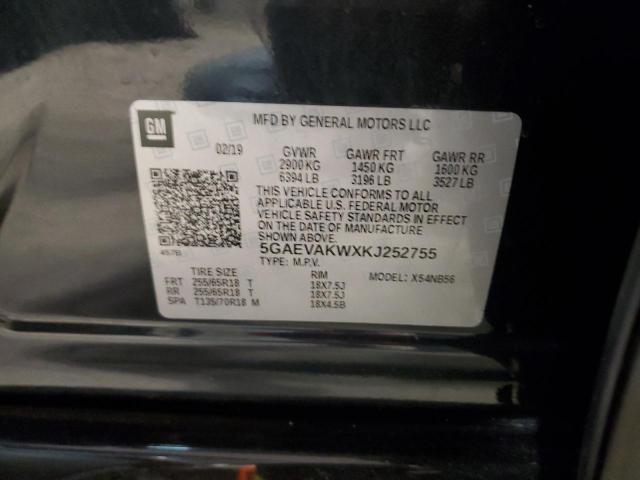 GM
MFD BY GENERAL MOTORS LLC
02/19 GVWR GAWR FRT GAWR RR
2900 KG 1450 KG 1600 KG
6394 LB 3196 LB 3527 LB
THIS VEHICLE CONFORMS TO ALL
APPLICABLE U.S. FEDERAL MOTOR
VEHICLE SAFETY STANDARDS IN EFFECT
ON THE DATE OF MANUFACTURE
SHOWN ABOVE.
457B
5GAEVAKWXKJ252755
TYPE: M.P.V. MODEL: X54NB56
TIRE SIZE RIM
FRT 255/65R18 T 18X7.5J
RR 255/65R18 T 18X7.5J
SPA T135/70R18 M 18X4.5B